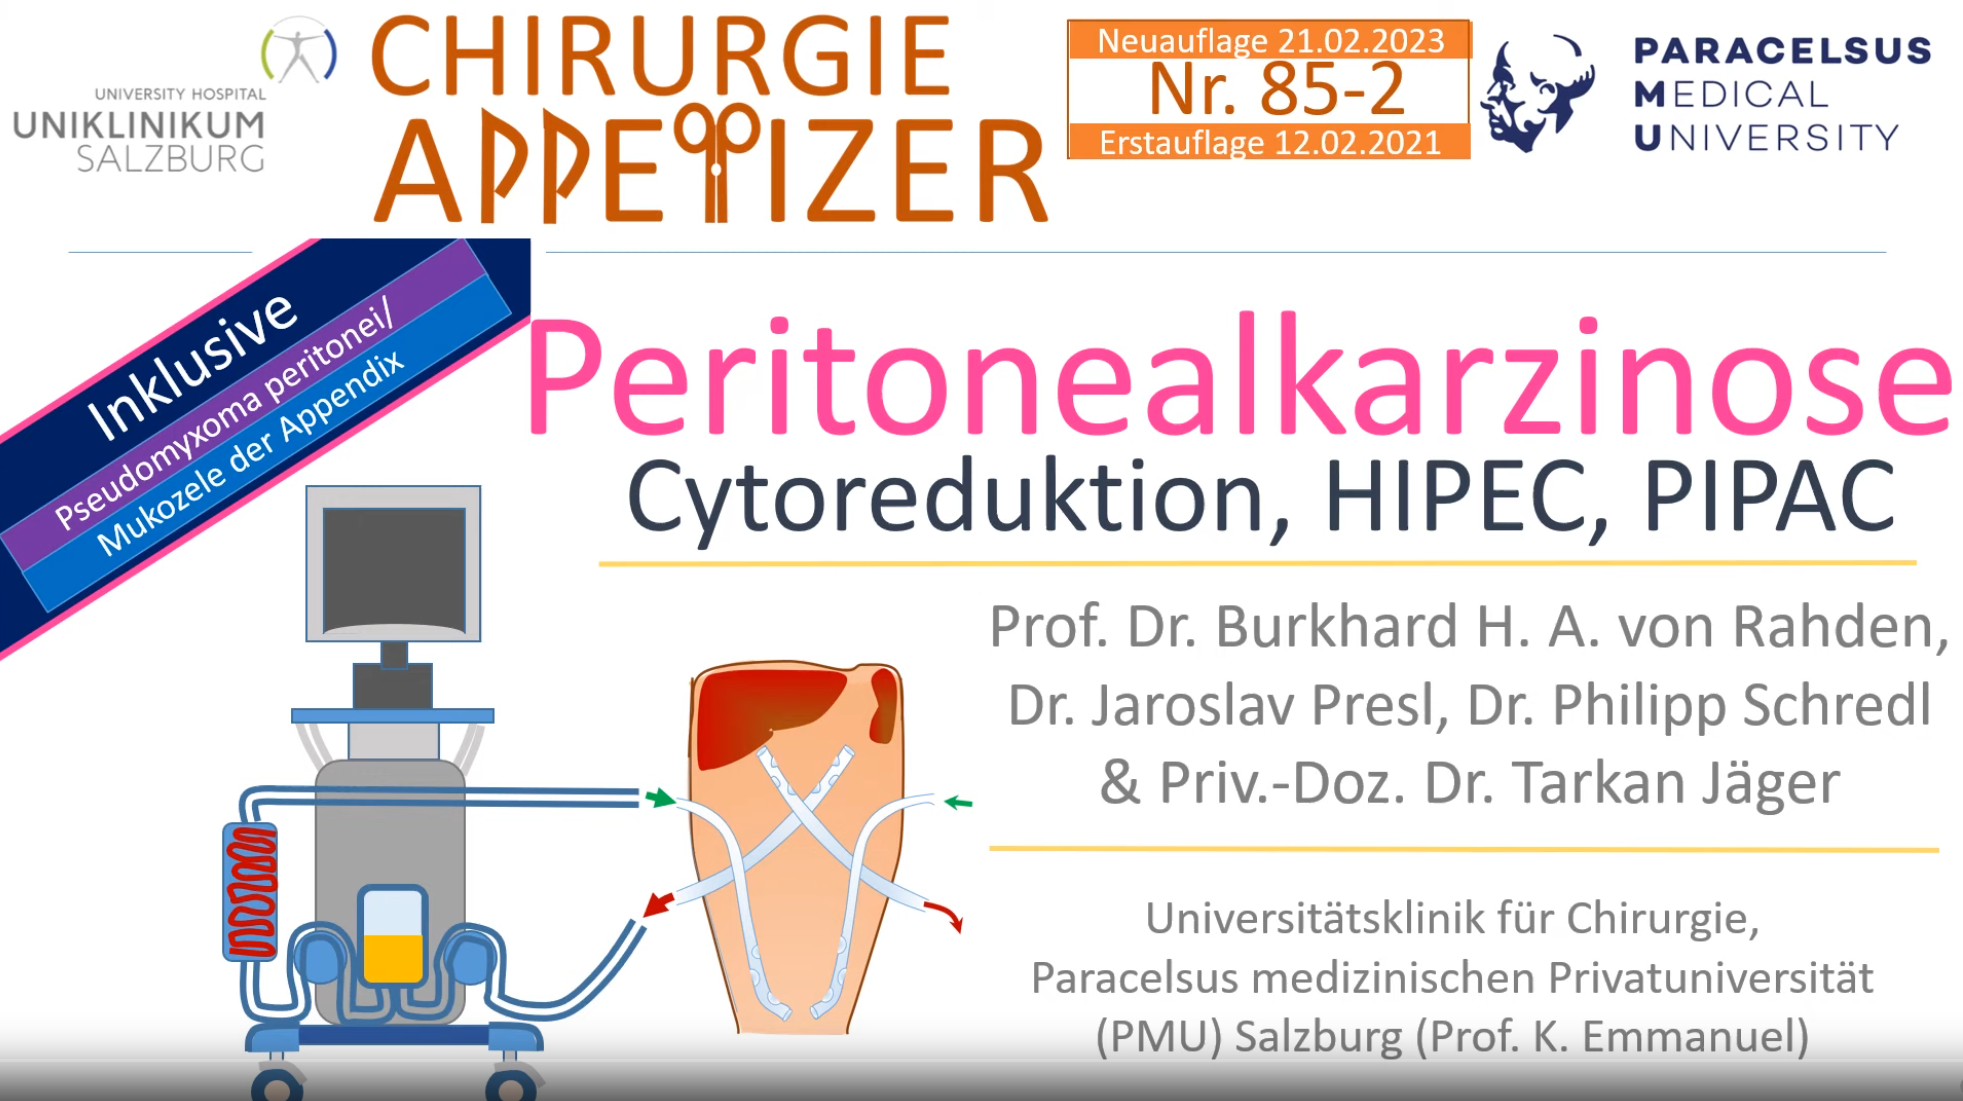 UNIVERSITY HOSPITAL
UNIKLINIKUM
SALZBURG
CHIRURGIE
APPETIZER
Neuauflage 21.02.2023
Nr. 85-2
Erstauflage 12.02.2021
PARACELSUS
MEDICAL
UNIVERSITY
Inklusive
Pseudomyxoma peritonei/
Mukozele der Appendix
Peritonealkarzinose
Cytoreduktion, HIPEC, PIPAC
Prof. Dr. Burkhard H. A. von Rahden,
Dr. Jaroslav Presl, Dr. Philipp Schredl
& Priv.-Doz. Dr. Tarkan Jäger
Universitätsklinik für Chirurgie,
Paracelsus medizinischen Privatuniversität
(PMU) Salzburg (Prof. K. Emmanuel)